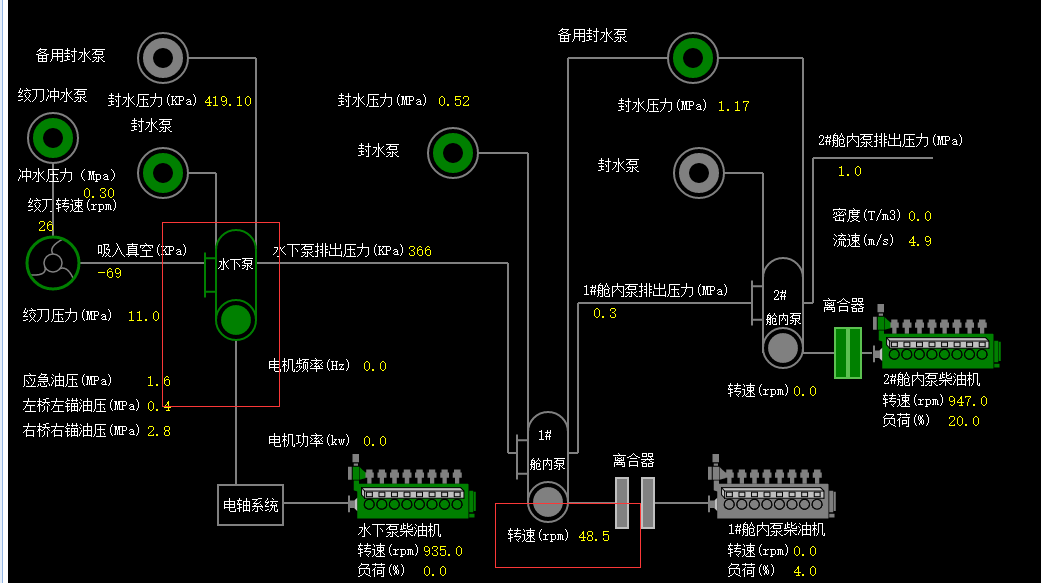 备用封水泵
备用封水泵
绞刀冲水泵
封水压力(KPa) 419.10
封水压力(MPa) 0.52
封水压力(MPa) 1.17
封水泵
封水泵
封水泵
2#舱内泵排出压力(MPa)
1.0
冲水压力 (Mpa)
0.30
绞刀转速(rpm)
26
密度(T/m3) 0.0
流速(m/s) 4.9
吸入真空(KPa)
-69
水下泵
水下泵排出压力(KPa) 366
1#舱内泵排出压力(MPa)
0.3
2#
舱内泵
离合器
绞刀压力(MPa) 11.0
电机频率(Hz) 0.0
应急油压(MPa) 1.6
左桥左锚油压(MPa) 0.4
右桥右锚油压(MPa) 2.8
转速(rpm) 0.0
2#舱内泵柴油机
转速(rpm) 947.0
负荷(%) 20.0
电机功率(kw) 0.0
1#
舱内泵
离合器
电轴系统
水下泵柴油机
转速(rpm) 935.0
负荷(%) 0.0
转速(rpm) 48.5
1#舱内泵柴油机
转速(rpm) 0.0
负荷(%) 4.0